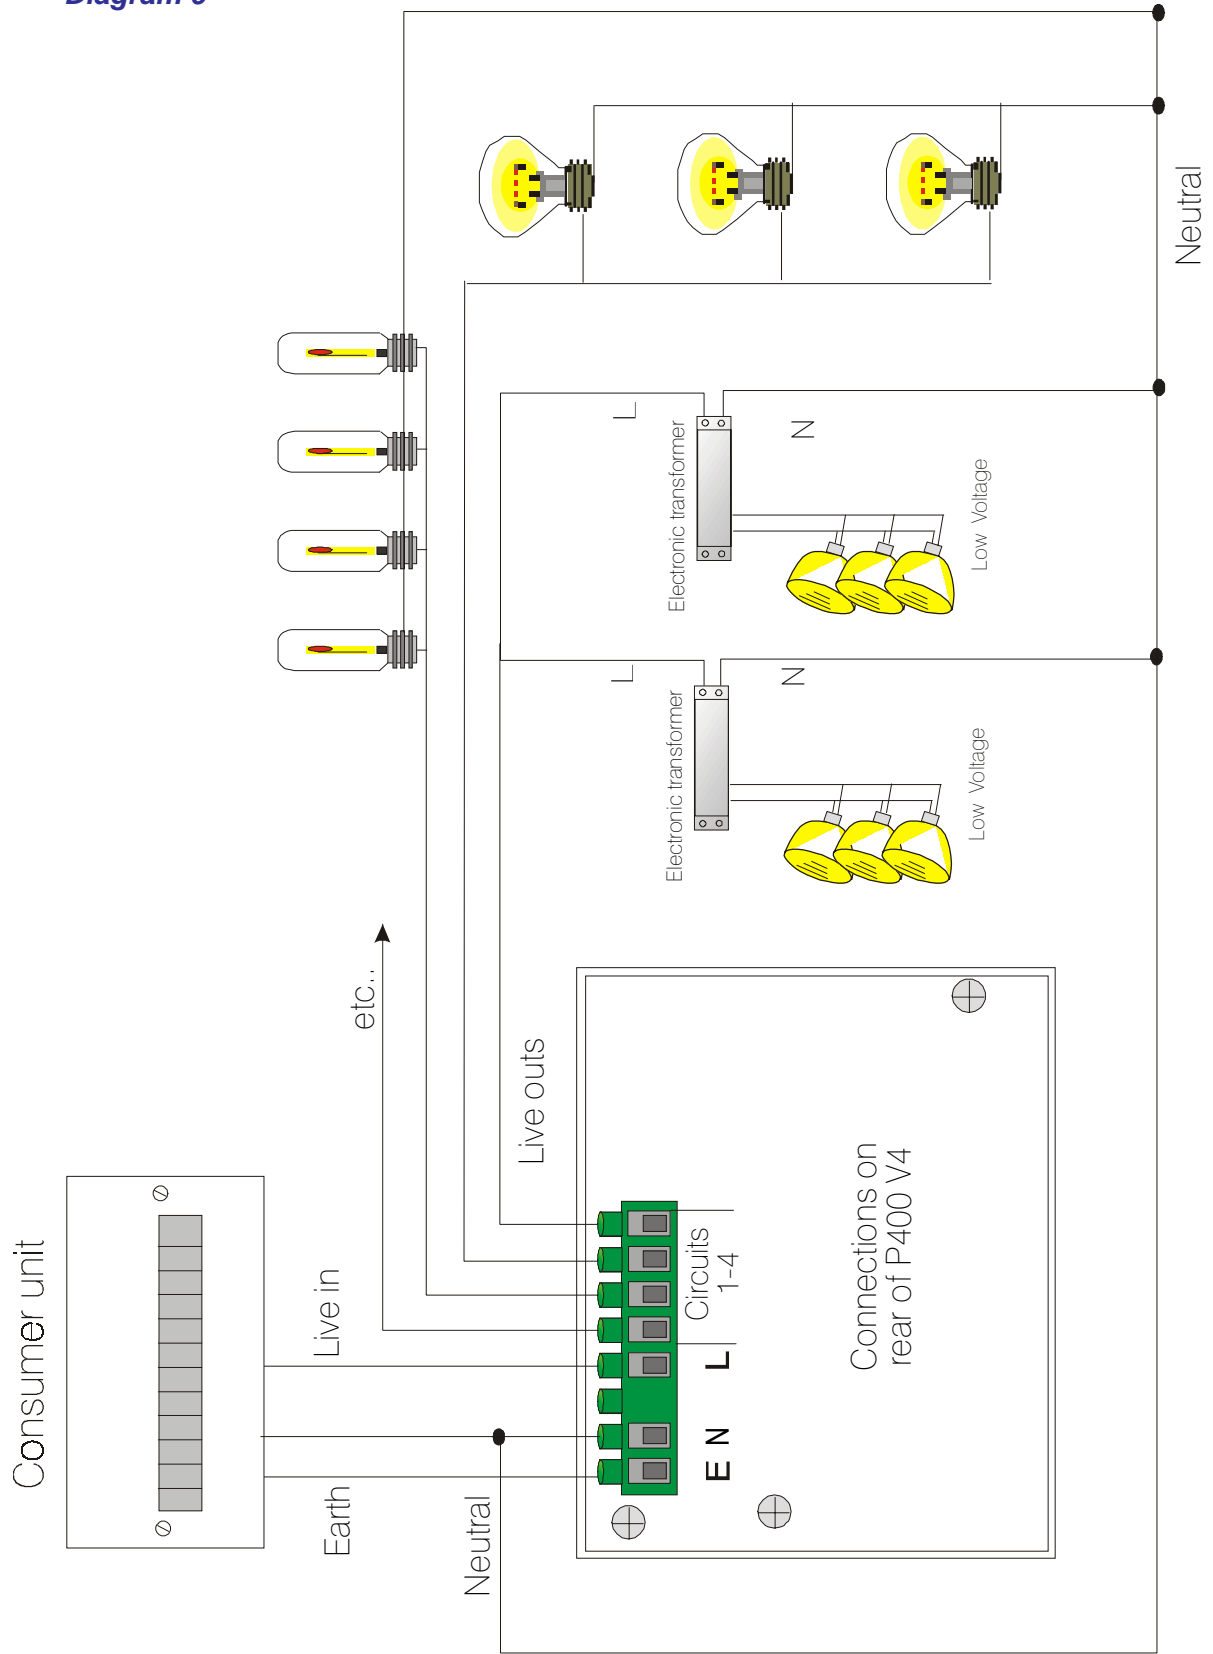 Consumer unit
Earth
Live in
Neutral
etc..
Live outs
E N L
Circuits
1-4
Connections on
rear of P400 V4
Electronic transformer
L
N
Low Voltage
Electronic transformer
L
N
Low Voltage
Neutral